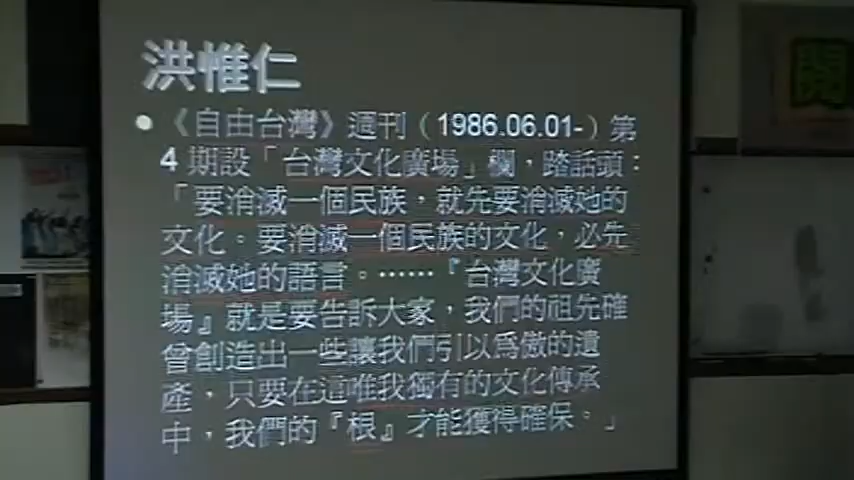 洪惟仁
《自由台灣》週刊（1986.06.01-）第
4 期設「台灣文化廣場」欄，踏話頭：
「要消滅一個民族，就先要消滅她的
文化。要消滅一個民族的文化，必先
消滅她的語言。……『台灣文化廣
場』就是要告訴大家，我們的祖先確
曾創造出一些讓我們引以為傲的遺
產，只要在這唯我獨有的文化傳承
中，我們的『根』才能獲得確保。」